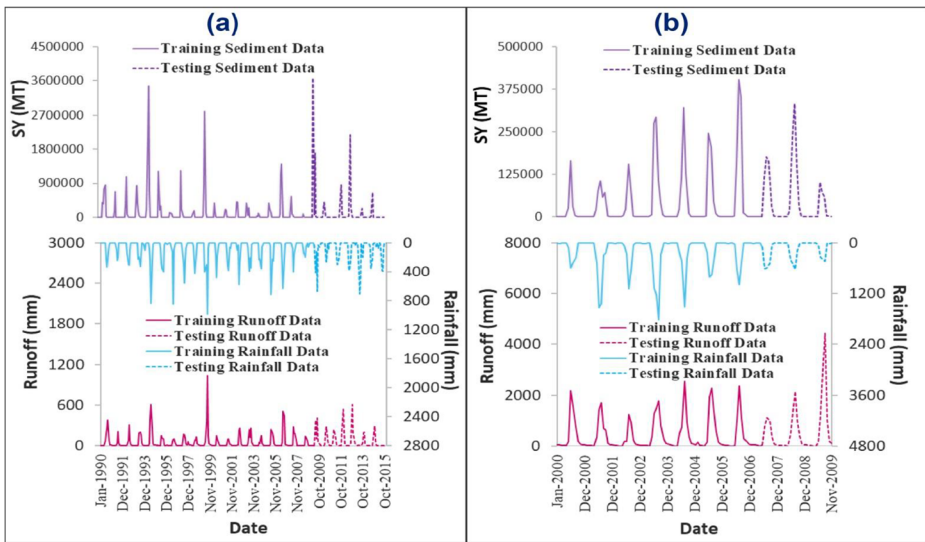 (a)
4500000
3600000
2700000
1800000
900000
0
SY (MT)
Training Sediment Data
Testing Sediment Data
3000
2400
1800
1200
600
0
Runoff (mm)
0
400
800
1200
1600
2000
2400
2800
Rainfall (mm)
Training Runoff Data
Testing Runoff Data
Training Rainfall Data
Testing Rainfall Data
Jan-1990
Dec-1991
Dec-1993
Dec-1995
Dec-1997
Nov-1999
Nov-2001
Nov-2003
Nov-2005
Nov-2007
Oct-2009
Oct-2011
Oct-2013
Oct-2015
Date
(b)
500000
375000
250000
125000
0
SY (MT)
Training Sediment Data
Testing Sediment Data
8000
6000
4000
2000
0
Runoff (mm)
0
1200
2400
3600
4800
Rainfall (mm)
Training Runoff Data
Testing Runoff Data
Training Rainfall Data
Testing Rainfall Data
Jan-2000
Dec-2000
Dec-2001
Dec-2002
Dec-2003
Dec-2004
Dec-2005
Dec-2006
Dec-2007
Dec-2008
Nov-2009
Date